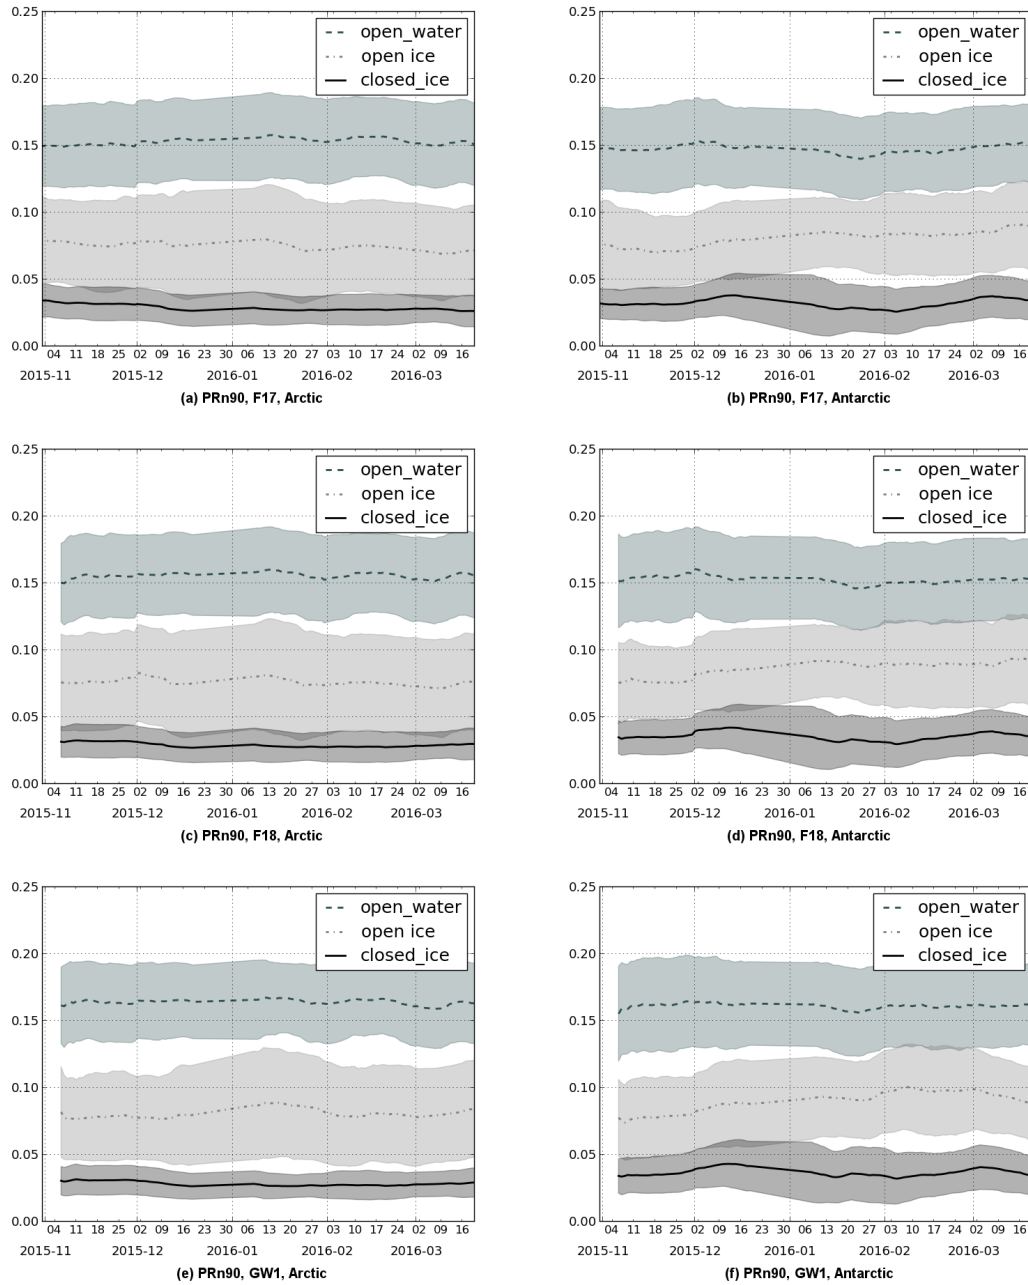 0.25
0.20
0.15
0.10
0.05
0.00
open_water
open ice
closed_ice
04 11 18 25 02 09 16 23 30 06 13 20 27 03 10 17 24 02 09 16
2015-11 2015-12 2016-01 2016-02 2016-03
(a) PRn90, F17, Arctic
0.25
0.20
0.15
0.10
0.05
0.00
open_water
open ice
closed_ice
04 11 18 25 02 09 16 23 30 06 13 20 27 03 10 17 24 02 09 16
2015-11 2015-12 2016-01 2016-02 2016-03
(b) PRn90, F17, Antarctic
0.25
0.20
0.15
0.10
0.05
0.00
open_water
open ice
closed_ice
04 11 18 25 02 09 16 23 30 06 13 20 27 03 10 17 24 02 09 16
2015-11 2015-12 2016-01 2016-02 2016-03
(c) PRn90, F18, Arctic
0.25
0.20
0.15
0.10
0.05
0.00
open_water
open ice
closed_ice
04 11 18 25 02 09 16 23 30 06 13 20 27 03 10 17 24 02 09 16
2015-11 2015-12 2016-01 2016-02 2016-03
(d) PRn90, F18, Antarctic
0.25
0.20
0.15
0.10
0.05
0.00
open_water
open ice
closed_ice
04 11 18 25 02 09 16 23 30 06 13 20 27 03 10 17 24 02 09 16
2015-11 2015-12 2016-01 2016-02 2016-03
(e) PRn90, GW1, Arctic
0.25
0.20
0.15
0.10
0.05
0.00
open_water
open ice
closed_ice
04 11 18 25 02 09 16 23 30 06 13 20 27 03 10 17 24 02 09 16
2015-11 2015-12 2016-01 2016-02 2016-03
(f) PRn90, GW1, Antarctic